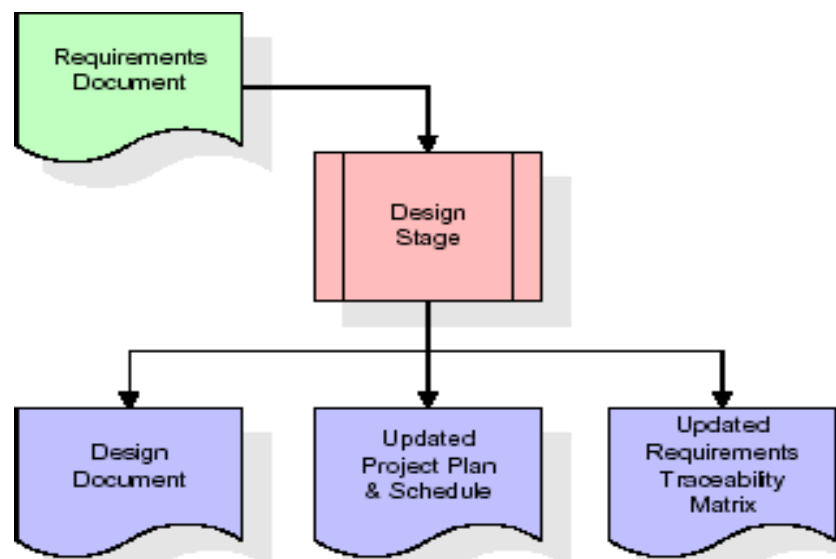 Requirements
Document
Design
Stage
Design
Document
Updated
Project Plan
& Schedule
Updated
Requirements
Traceability
Matrix